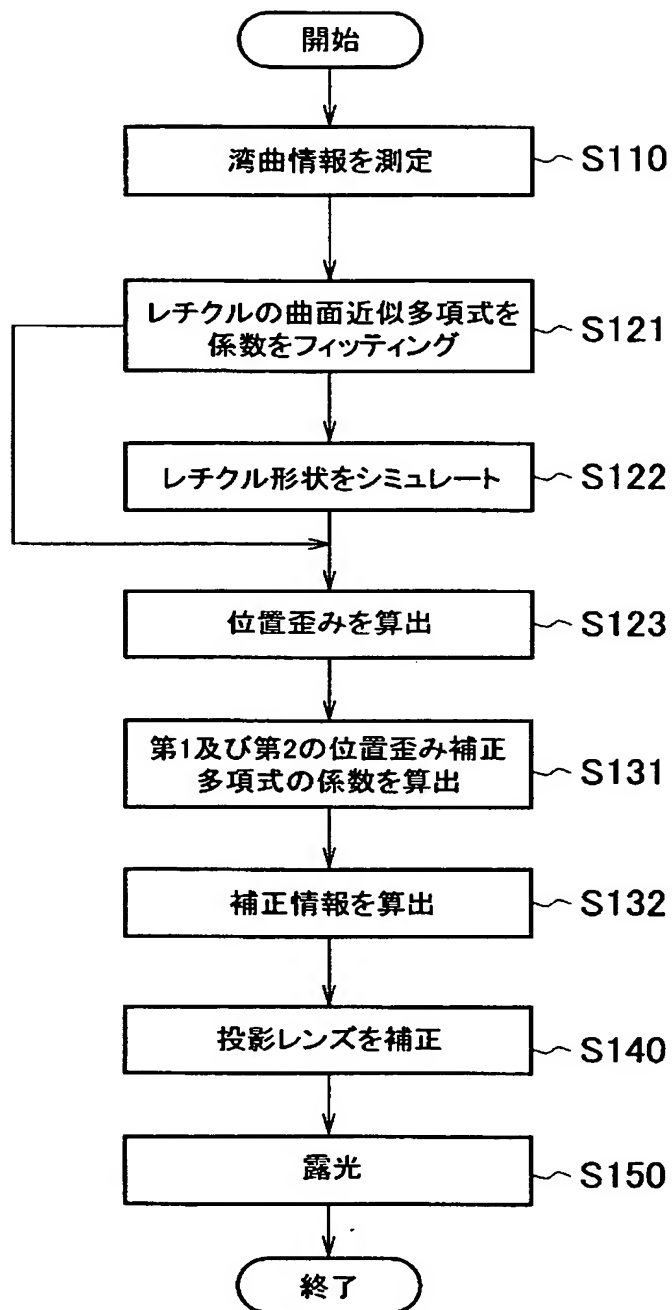 開始
湾曲情報を測定
S110
レチクルの曲面近似多項式を
係数をフィッティング
S121
レチクル形状をシミュレート
S122
位置歪みを算出
S123
第1及び第2の位置歪み補正
多項式の係数を算出
S131
補正情報を算出
S132
投影レンズを補正
S140
露光
S150
終了